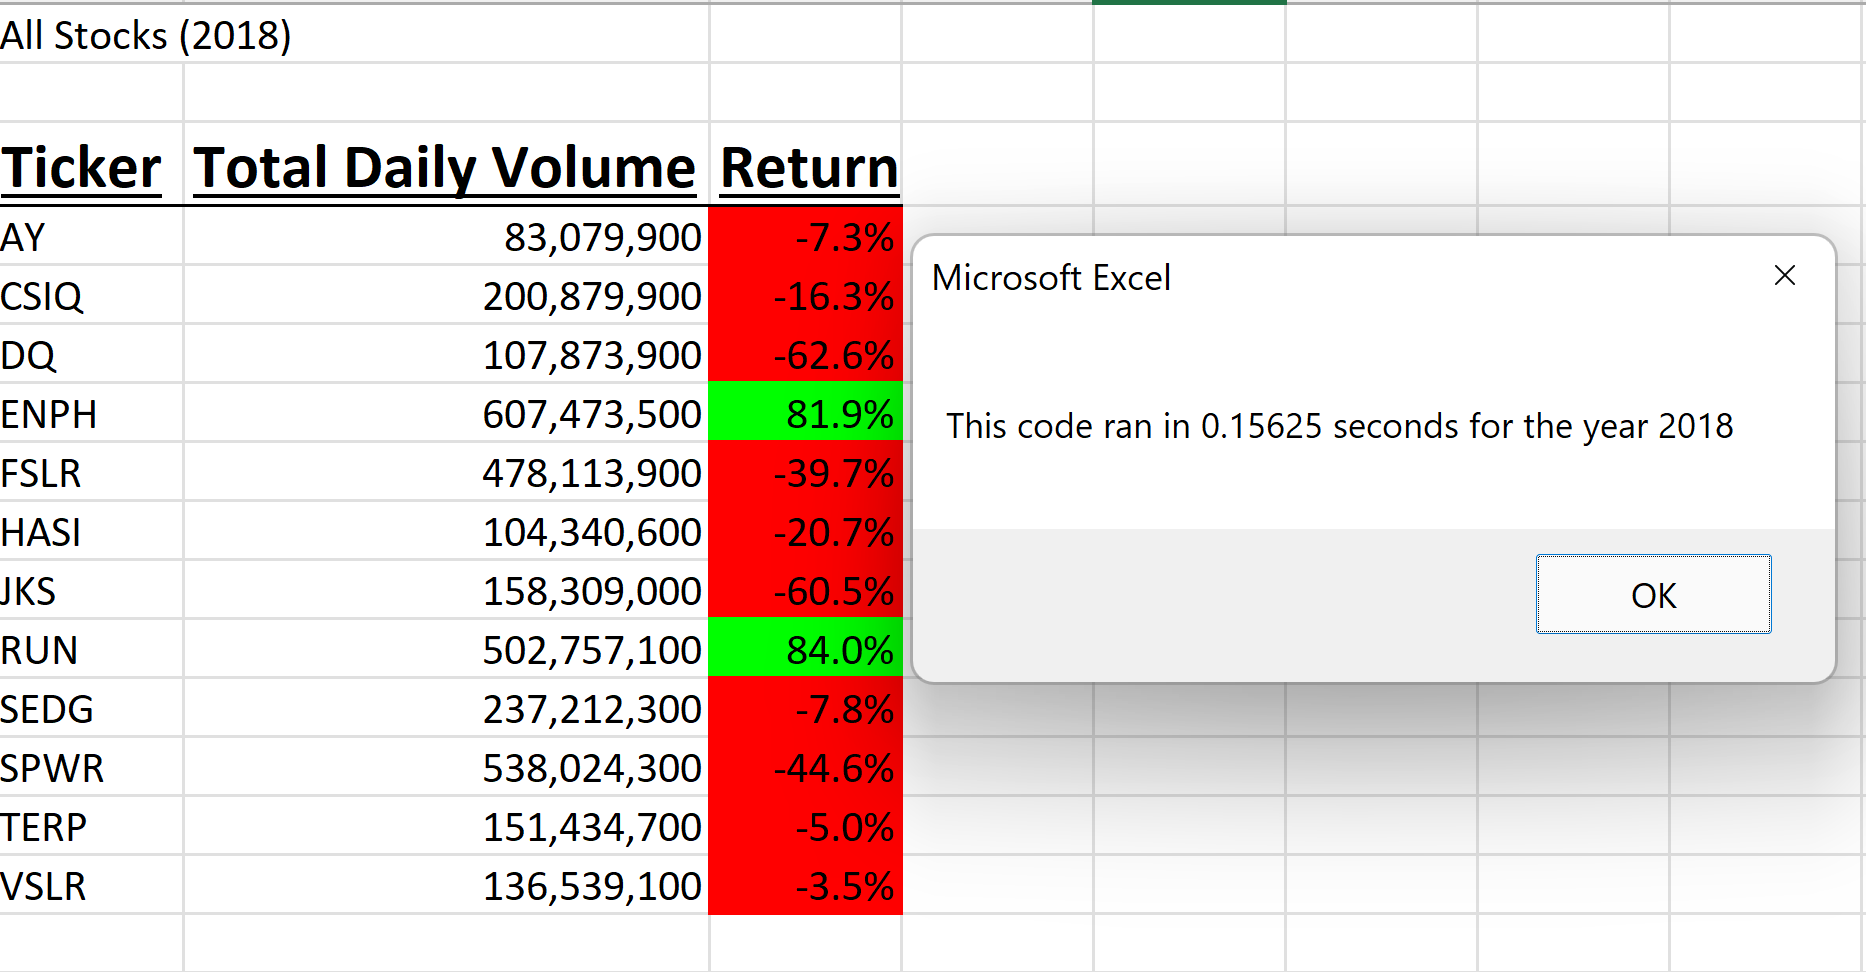 All Stocks (2018)
Ticker Total Daily Volume Return
AY 83,079,900 -7.3%
CSIQ 200,879,900 -16.3%
DQ 107,873,900 -62.6%
ENPH 607,473,500 81.9%
FSLR 478,113,900 -39.7%
HASI 104,340,600 -20.7%
JKS 158,309,000 -60.5%
RUN 502,757,100 84.0%
SEDG 237,212,300 -7.8%
SPWR 538,024,300 -44.6%
TERP 151,434,700 -5.0%
VSLR 136,539,100 -3.5%
Microsoft Excel
This code ran in 0.15625 seconds for the year 2018
OK